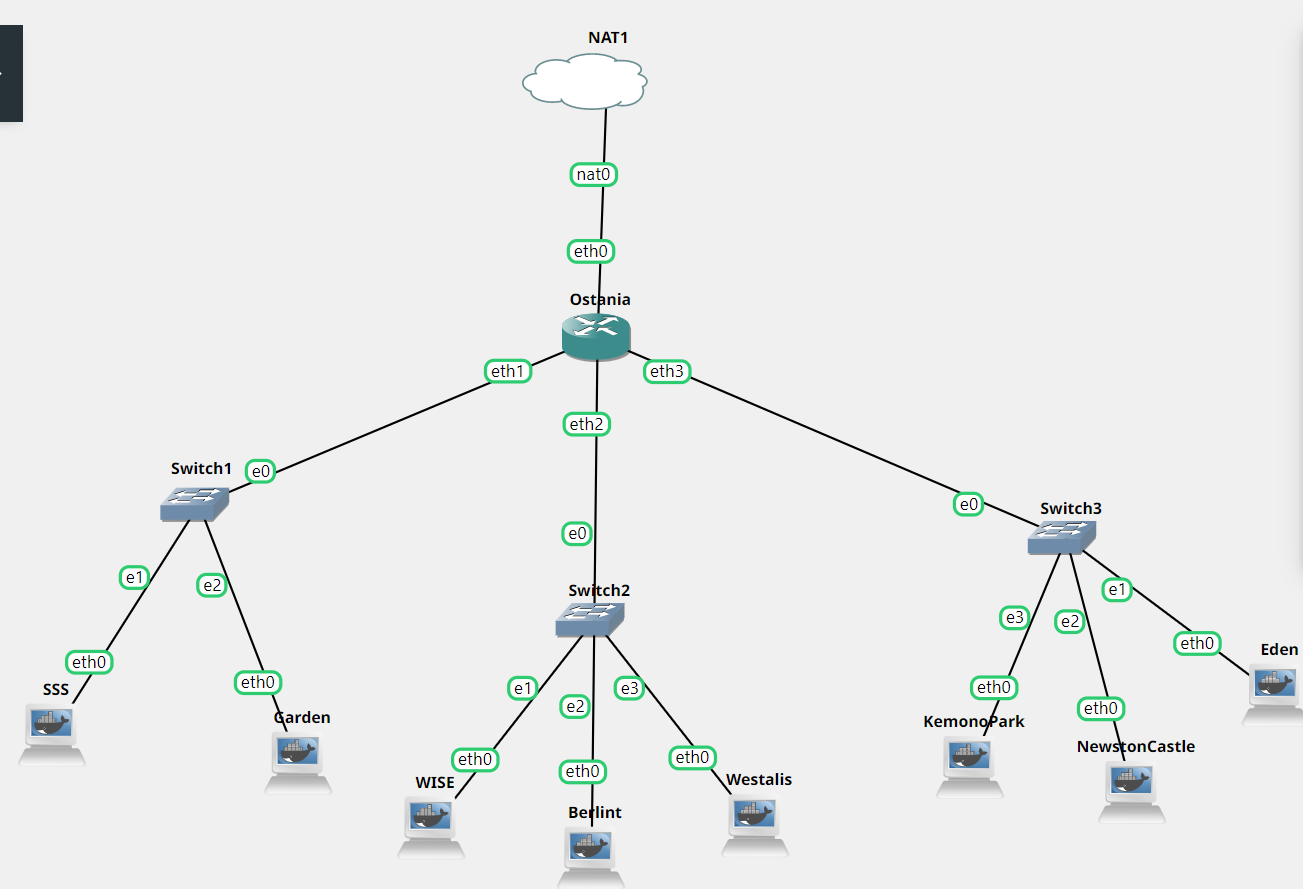 NAT1
nat0
eth0
Ostania
eth1
eth3
eth2
Switch1
e0
e0
Switch3
e0
e1
e2
Switch2
e1
e3
e2
eth0
Eden
eth0
SSS
eth0
e1
e2
e3
eth0
eth0
Garden
KemonoPark
NewstonCastle
eth0
eth0
eth0
WISE
Westalis
Berlint
eth0